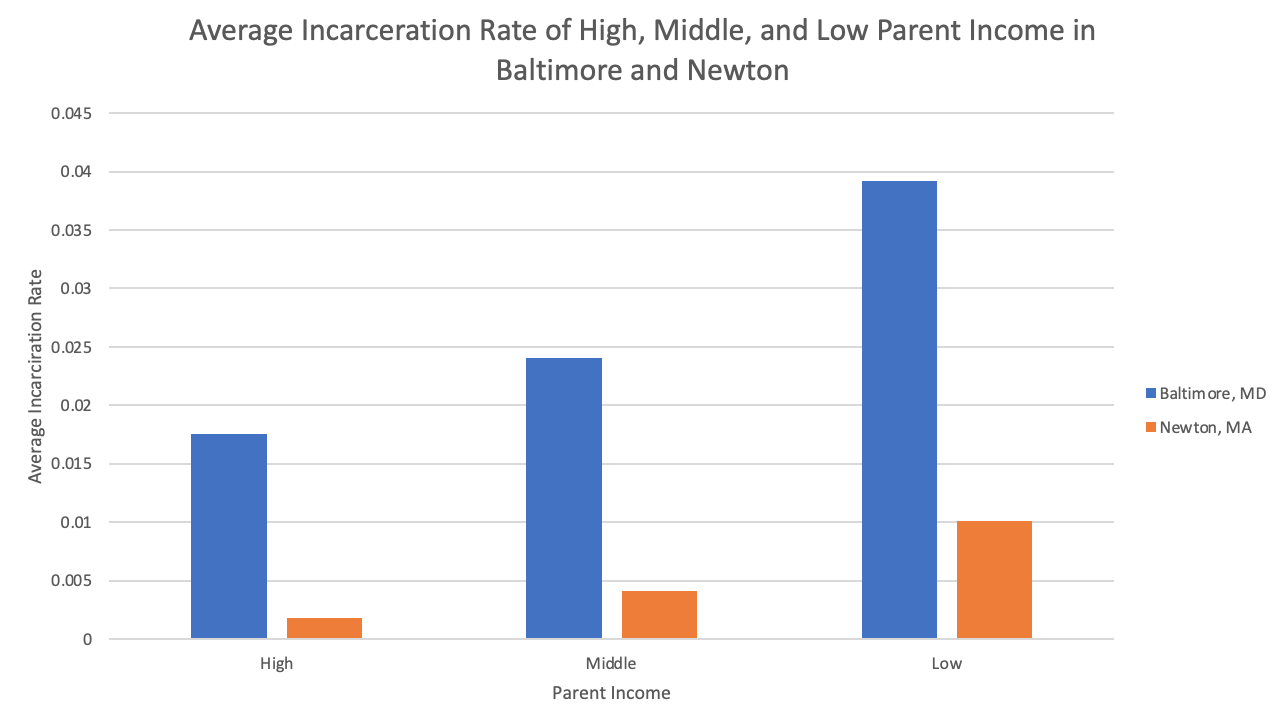 Average Incarceration Rate of High, Middle, and Low Parent Income in
Baltimore and Newton
0.045
0.04
0.035
0.03
0.025
0.02
0.015
0.01
0.005
0
Average Incarciration Rate
High
Middle
Low
Parent Income
Baltimore, MD
Newton, MA